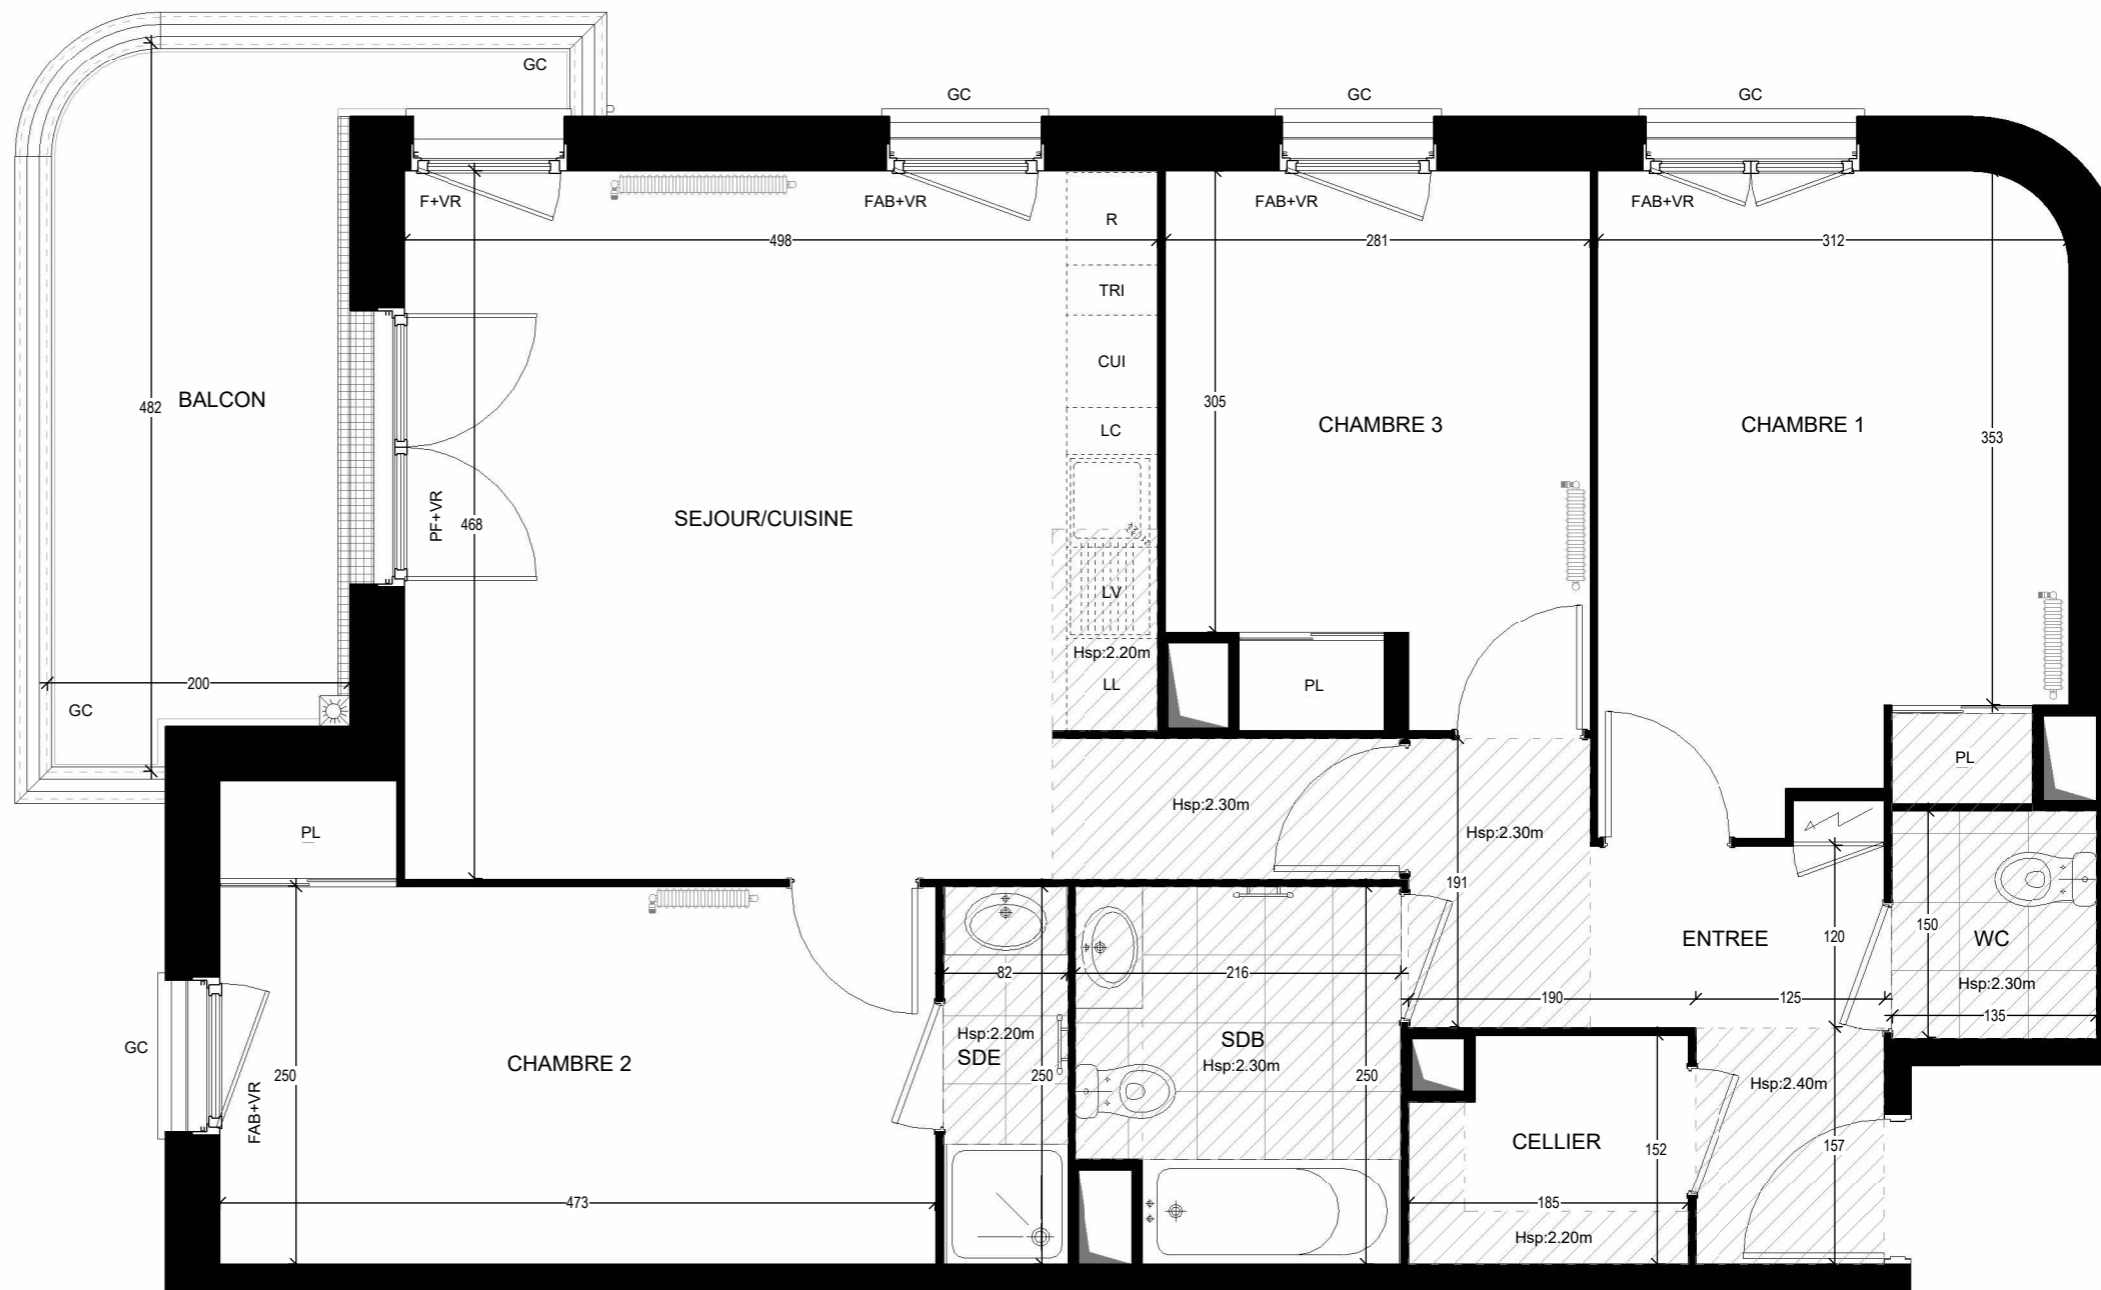 GC
GC
GC
GC
F+VR
FAB+VR
FAB+VR
FAB+VR
R
498
281
312
TRI
CUI
305
BALCON
482
LC
CHAMBRE 3
CHAMBRE 1
353
PF+VR
468
SEJOUR/CUISINE
LV
Hsp:2.20m
LL
PL
200
GC
PL
Hsp:2.30m
Hsp:2.30m
PL
191
150
120
ENTREE
WC
82
216
Hsp:2.30m
190
125
135
Hsp:2.20m
SDE
SDB
Hsp:2.30m
GC
CHAMBRE 2
250
250
250
Hsp:2.40m
FAB+VR
CELLIER
152
157
473
185
Hsp:2.20m